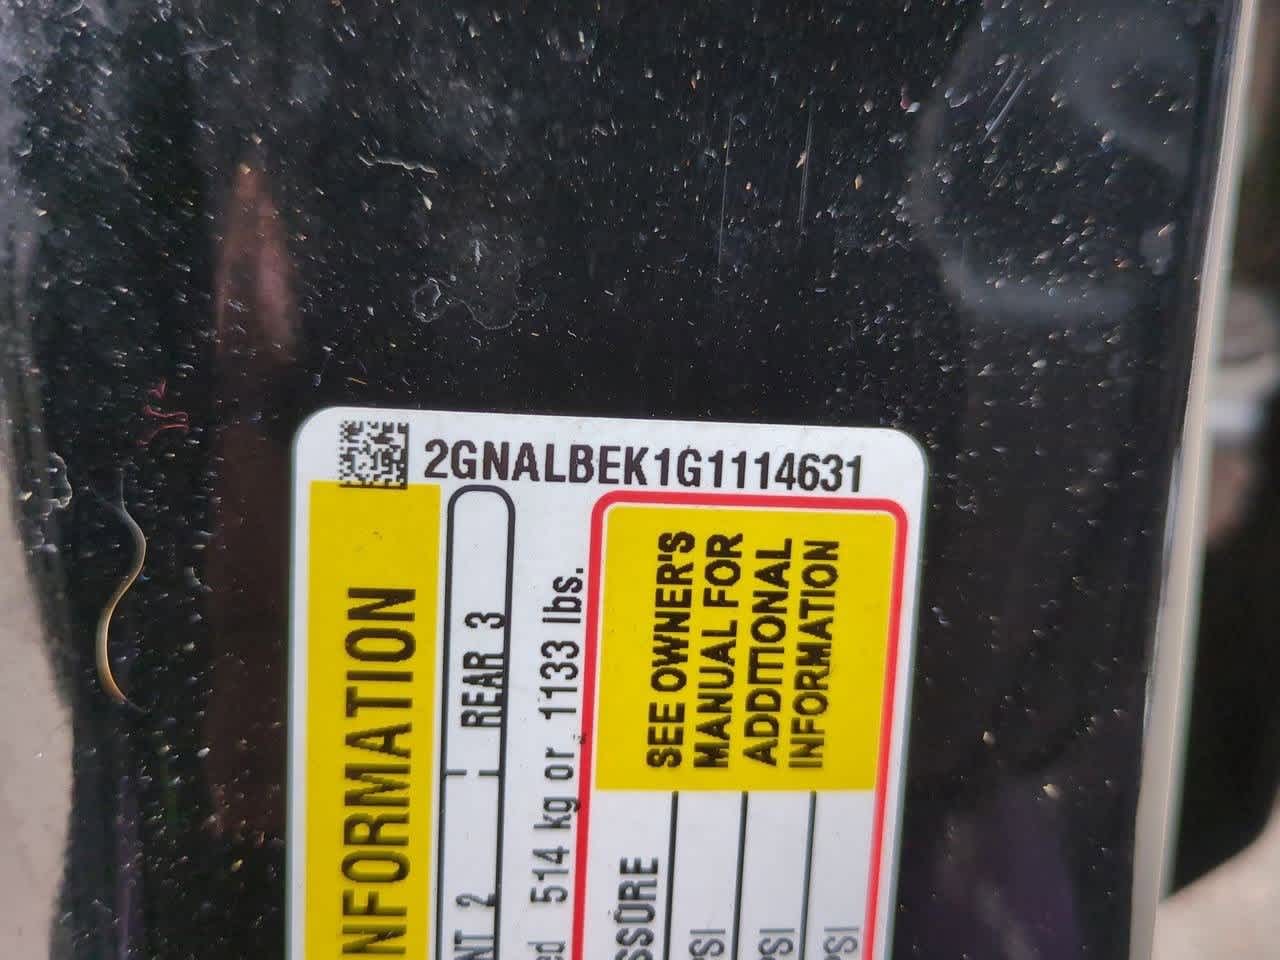 2GNALBEK1G1114631
INFORMATION
REAR 3
514 kg or 1133 lbs.
SEE OWNER'S
MANUAL FOR
ADDITIONAL
INFORMATION
PSI
PSI
PSI